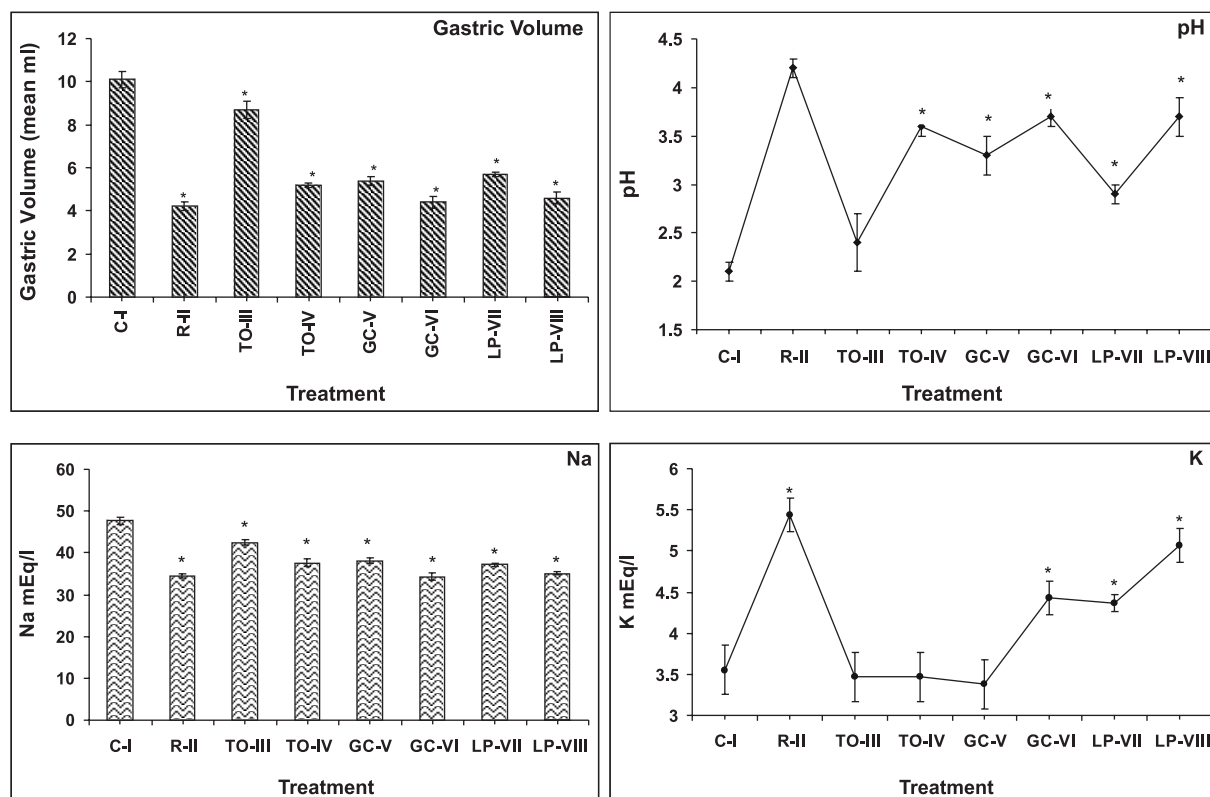 Gastric Volume
Gastric Volume (mean ml)
12
10
8
6
4
2
0
*
*
*
*
*
*
*
C-I
R-II
TO-III
TO-IV
GC-V
GC-VI
LP-VII
LP-VIII
Treatment
pH
pH
4.5
4
3.5
3
2.5
2
1.5
*
*
*
*
*
C-I R-II TO-III TO-IV GC-V GC-VI LP-VII LP-VIII
Treatment
Na
Na mEq/l
60
50
40
30
20
10
0
*
*
*
*
*
*
*
C-I R-II TO-III TO-IV GC-V GC-VI LP-VII LP-VIII
Treatment
K
K mEq/l
6
5.5
5
4.5
4
3.5
3
*
*
*
*
C-I R-II TO-III TO-IV GC-V GC-VI LP-VII LP-VIII
Treatment